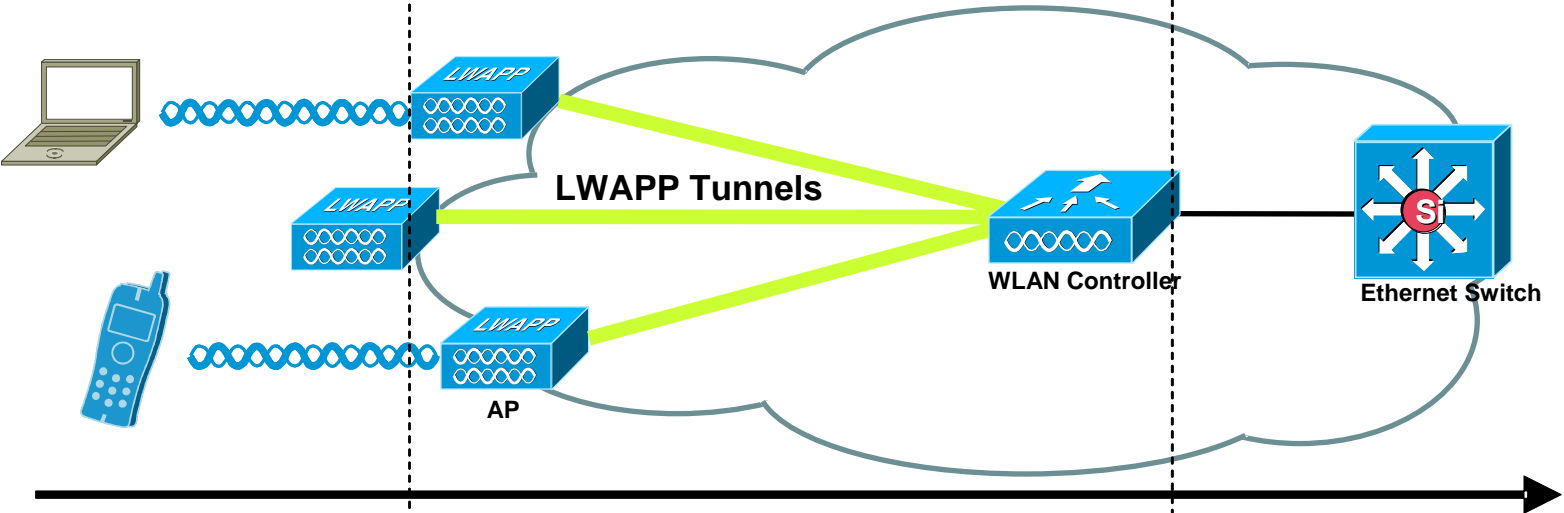 LWAPP
LWAPP Tunnels
LWAPP
Si
WLAN Controller
Ethernet Switch
LWAPP
AP